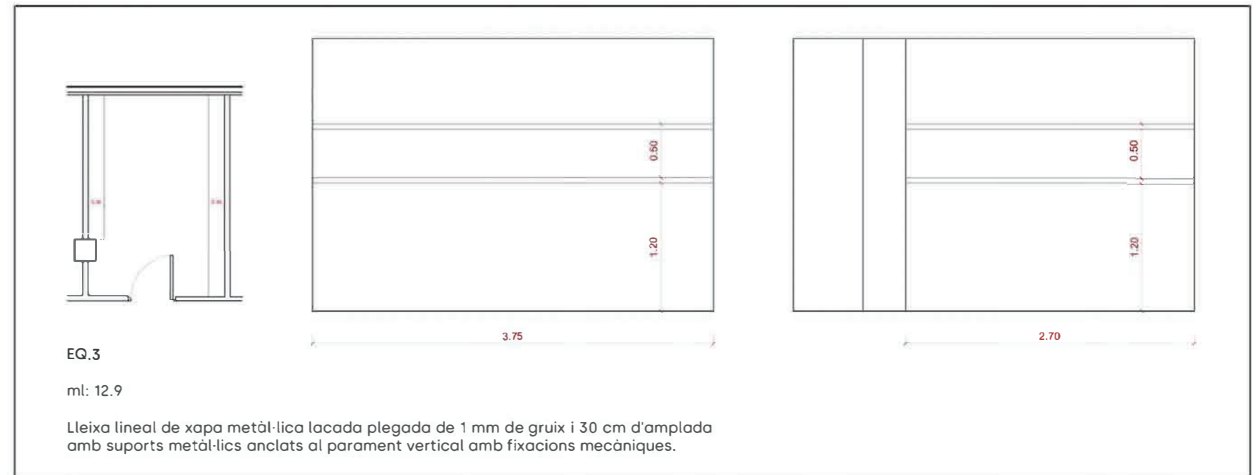 0.50
1.20
3.75
0.50
1.20
2.70
EQ.3
ml: 12.9
Lleixa lineal de xapa metàl·lica lacada plegada de 1 mm de gruix i 30 cm d'amplada
amb suports metàl·lics anclats al parament vertical amb fixacions mecàniques.